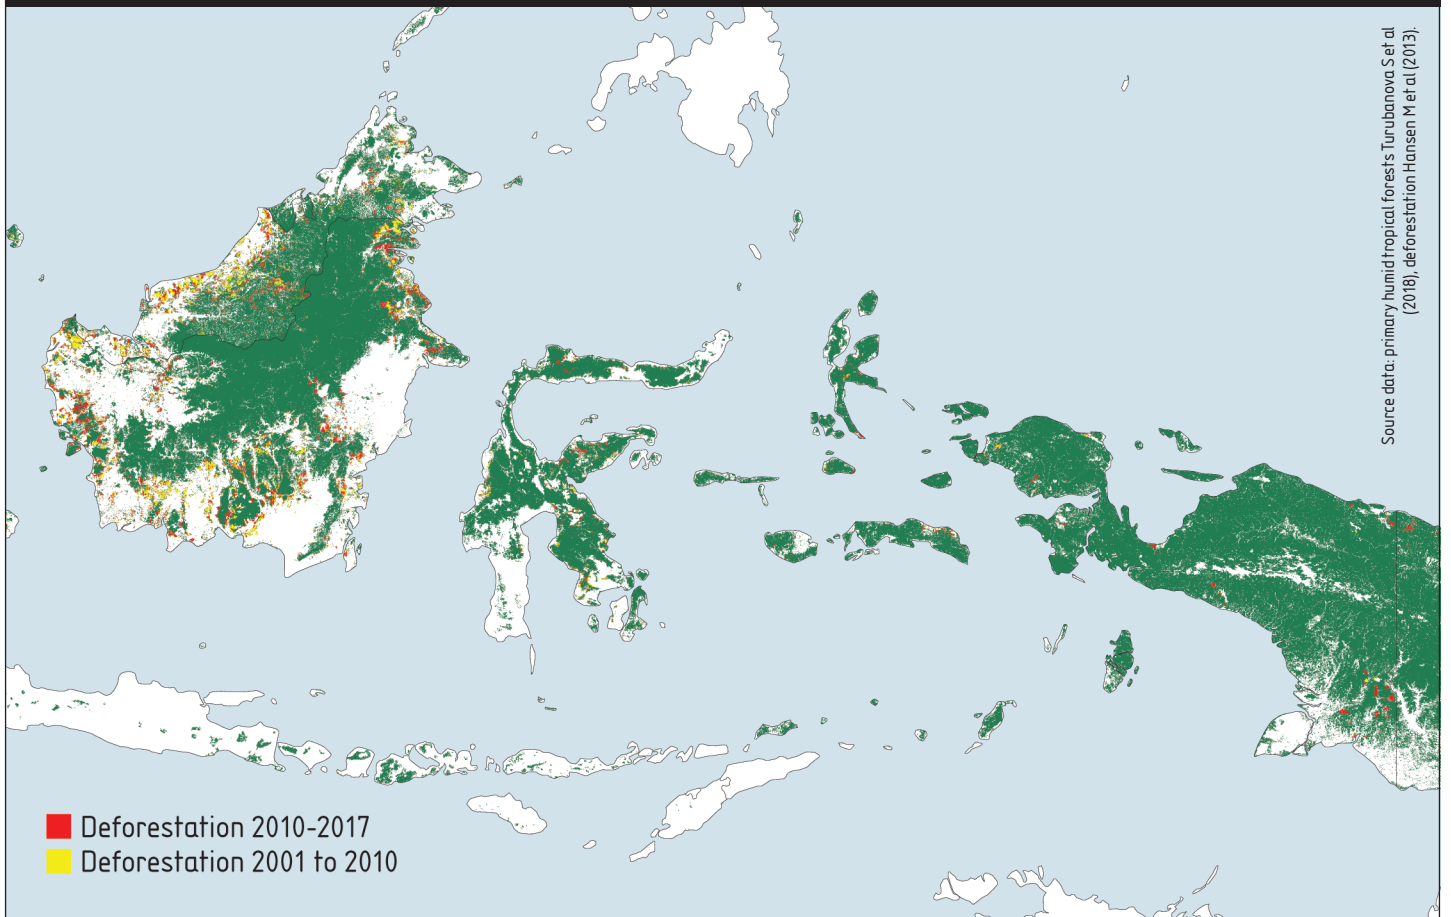 Source data: primary humid tropical forests Turubanova S et al
(2018), deforestation Hansen M et al (2013).
Deforestation 2010-2017
Deforestation 2001 to 2010